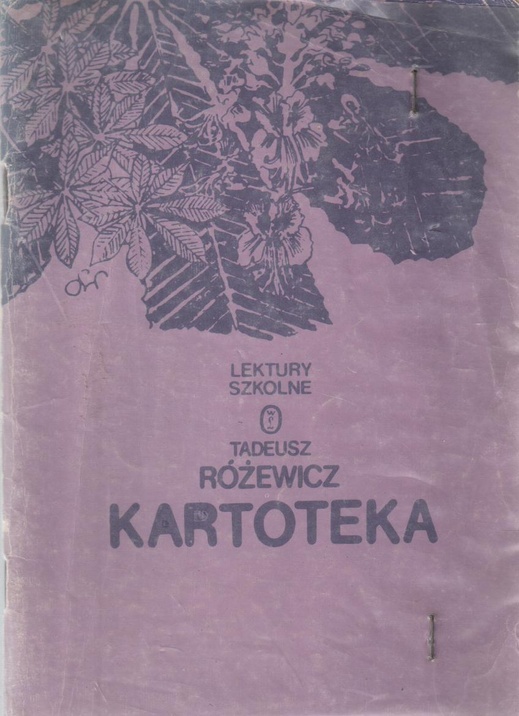 LEKTURY
SZKOLNE
TADEUSZ
RÓŻEWICZ
KARTOTEKA